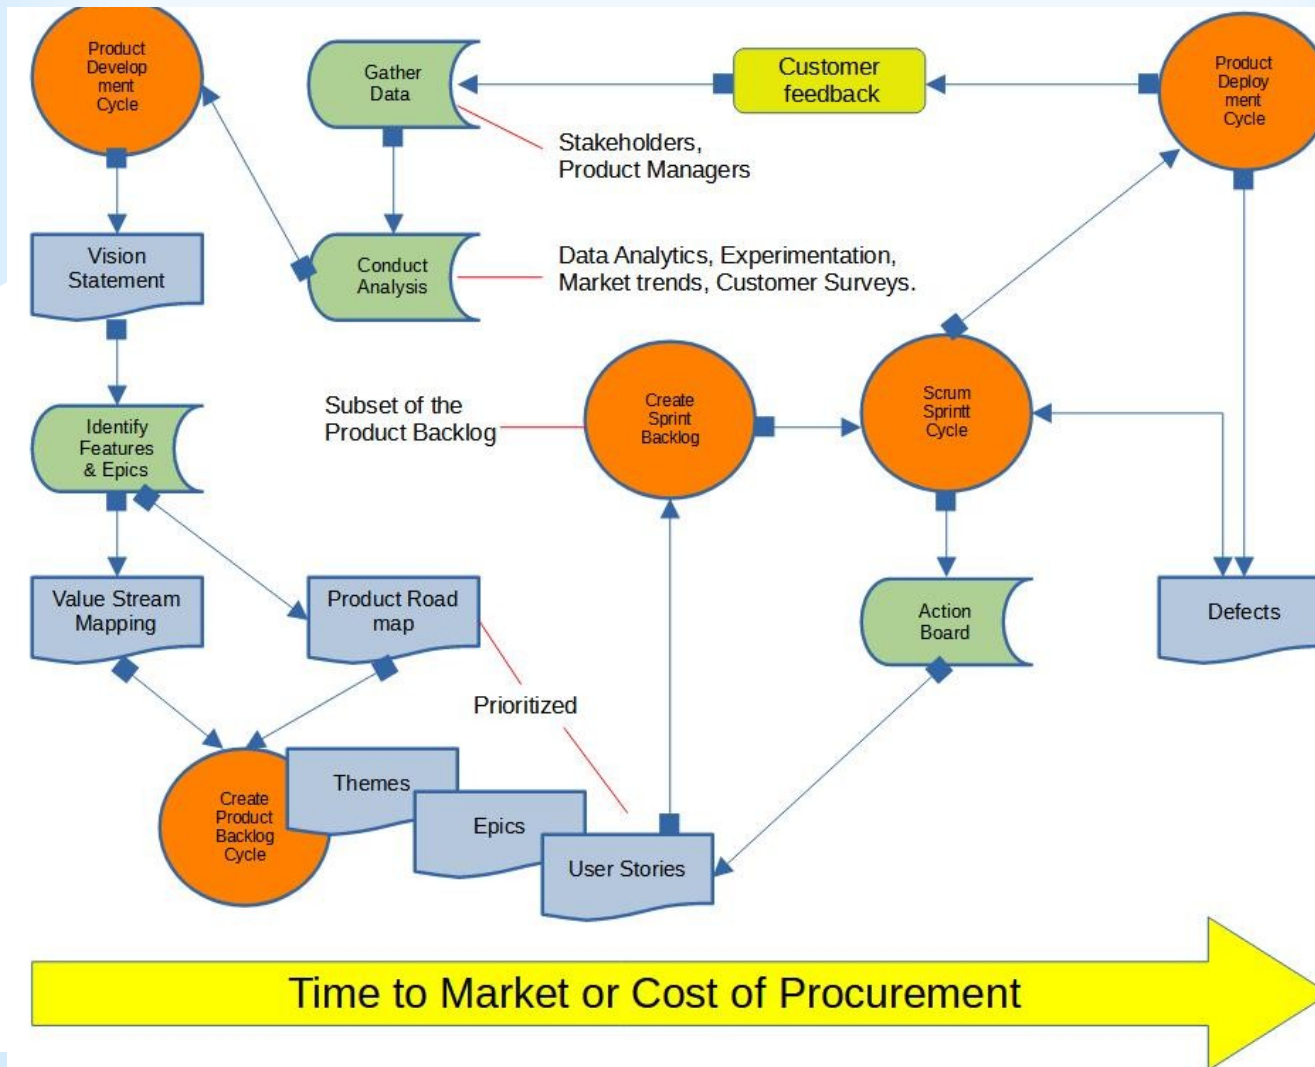 Product
Develop
ment
Cycle
Gather
Data
Customer
feedback
Product
Deploy
ment
Cycle
Stakeholders,
Product Managers
Vision
Statement
Conduct
Analysis
Data Analytics, Experimentation,
Market trends, Customer Surveys.
Subset of the
Product Backlog
Create
Sprint
Backlog
Scrum
Sprintt
Cycle
Identify
Features
& Epics
Value Stream
Mapping
Product Road
map
Action
Board
Defects
Prioritized
Create
Product
Backlog
Cycle
Themes
Epics
User Stories
Time to Market or Cost of Procurement